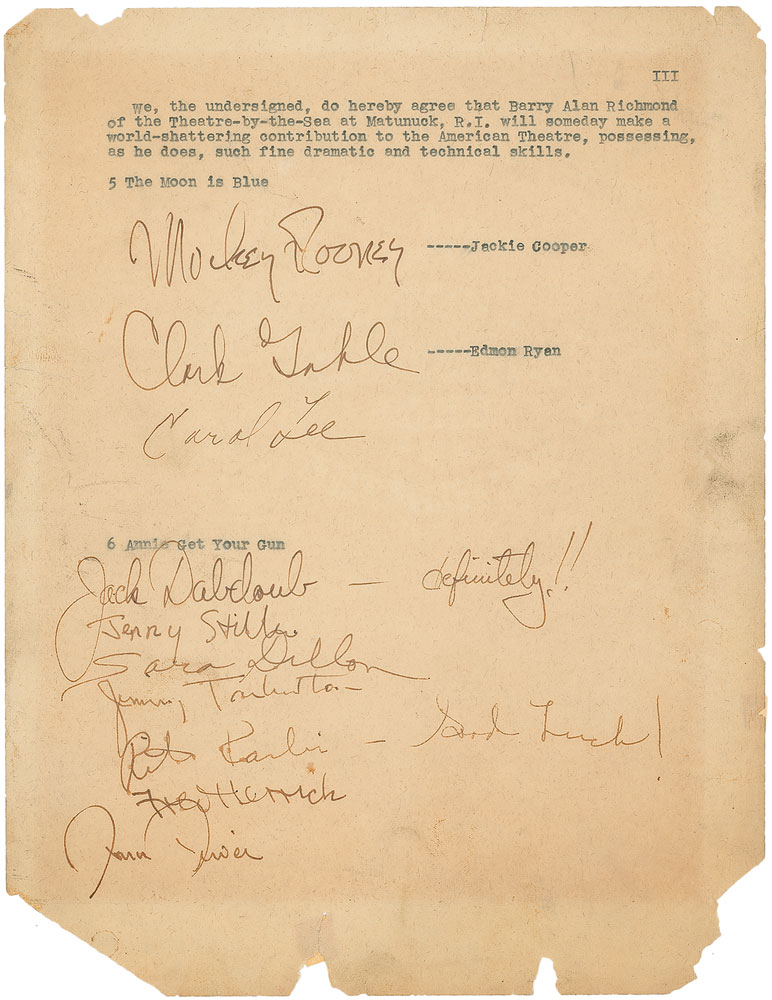 III
we, the undersigned, do hereby agree that Barry Alan Richmond
of the Theatre-by-the-Sea at Matunuck, R.I. will someday make a
world-shattering contribution to the American Theatre, possessing,
as he does, such fine dramatic and technical skills.
5 The Moon is Blue
Mickey Rooney -----Jackie Cooper
Clark Gable -----Edmon Ryan
Carol Lee
6 Annie Get Your Gun
Jack Dabdoub — definitely!!
Jerry
Sara Dillon
Jimmy
— Good Luck!
Fred Herrick